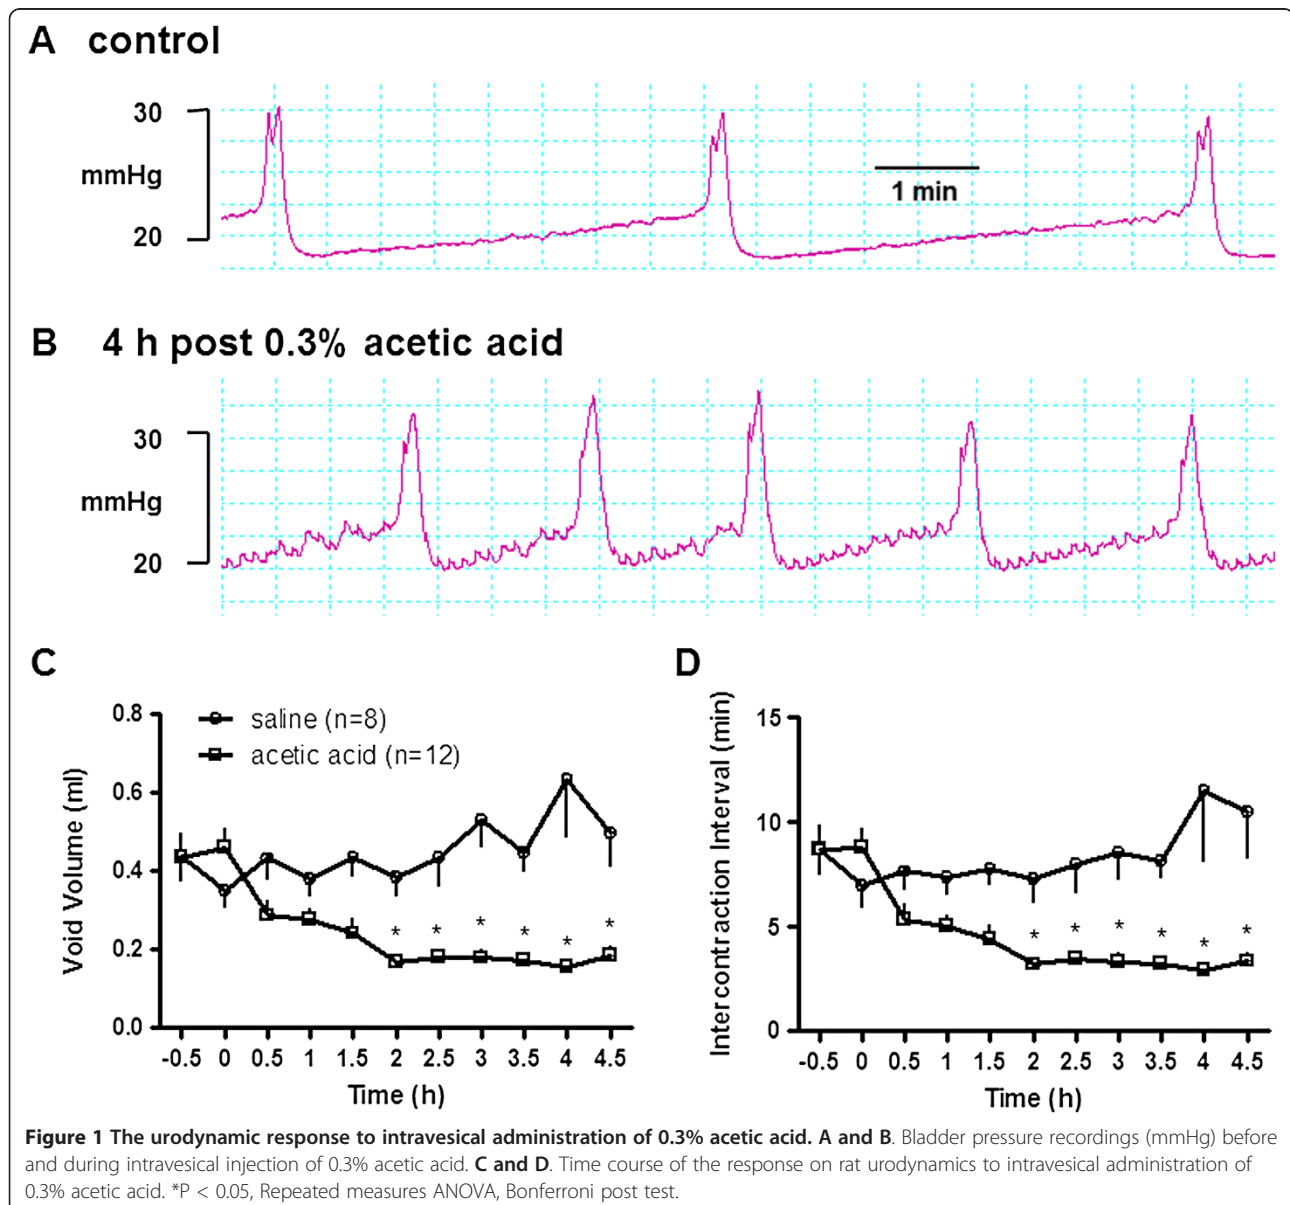 A control
30
mmHg
20
1 min
B 4 h post 0.3% acetic acid
30
mmHg
20
C
0.8
0.6
0.4
0.2
0.0
Void Volume (ml)
saline (n=8)
acetic acid (n=12)
* * * * * * *
-0.5 0 0.5 1 1.5 2 2.5 3 3.5 4 4.5
Time (h)
D
15
10
5
0
Intercontraction Interval (min)
* * * * * *
-0.5 0 0.5 1 1.5 2 2.5 3 3.5 4 4.5
Time (h)
Figure 1 The urodynamic response to intravesical administration of 0.3% acetic acid. A and B. Bladder pressure recordings (mmHg) before
and during intravesical injection of 0.3% acetic acid. C and D. Time course of the response on rat urodynamics to intravesical administration of
0.3% acetic acid. *P < 0.05, Repeated measures ANOVA, Bonferroni post test.